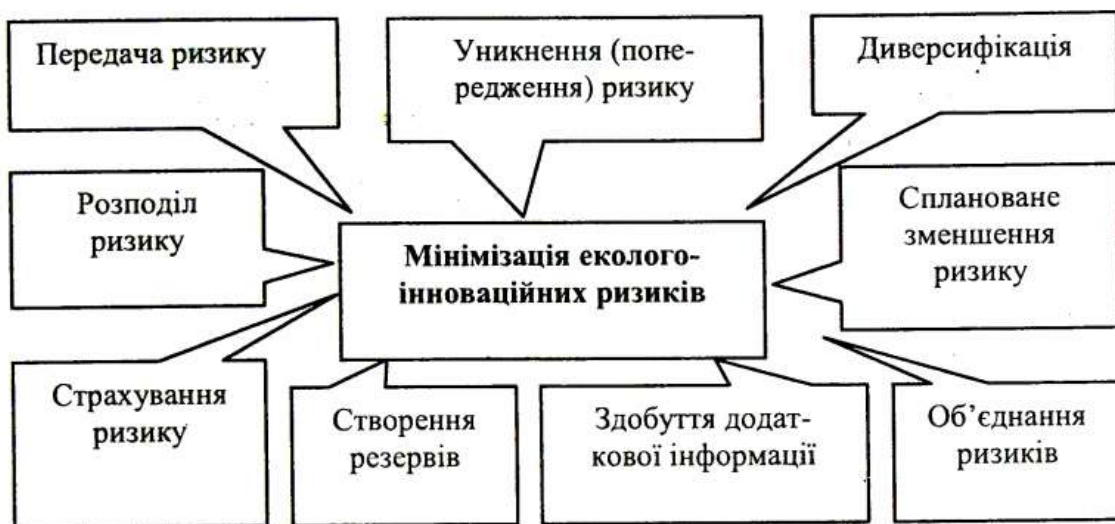 Передача ризику
Уникнення (попе-
редження) ризику
Диверсифікація
Розподіл
ризику
Мінімізація еколого-
інноваційних ризиків
Сплановане
зменшення
ризику
Страхування
ризику
Створення
резервів
Здобуття додат-
кової інформації
Об’єднання
ризиків